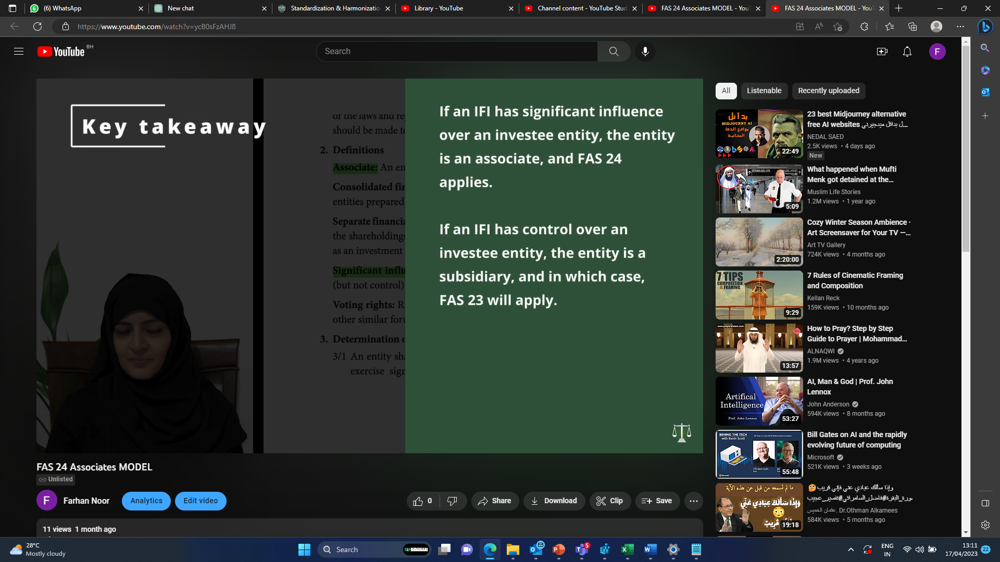 (6) WhatsApp
New chat
Standardization & Harmonizatio
Library - YouTube
Channel content - YouTube Stud
FAS 24 Associates MODEL - YouT
FAS 24 Associates MODEL - YouT
https://www.youtube.com/watch?v=ycB0sFzAHJ8
YouTube BH
Search
F
Key takeaway
or the laws and re
should be made to
2. Definitions
Associate: An en
Consolidated fin
entities prepared
Separate financia
the shareholdings
as an investment
Significant influ
(but not control)
Voting rights: R
other similar foru
3. Determination o
3/1 An entity sha
exercise sign
If an IFI has significant influence
over an investee entity, the entity
is an associate, and FAS 24
applies.
If an IFI has control over an
investee entity, the entity is a
subsidiary, and in which case,
FAS 23 will apply.
FAS 24 Associates MODEL
Unlisted
F
Farhan Noor
Analytics
Edit video
0
Share
Download
Clip
Save
11 views 1 month ago
All
Listenable
Recently uploaded
بدائل
MIDJOURNY AI
مواقع الذكاء
المجانية
22:49
23 best Midjourney alternative
free AI websites ل بدائل ميدجيرني...
NEDAL SAED
2.5K views • 4 days ago
New
5:09
What happened when Mufti
Menk got detained at the...
Muslim Life Stories
1.2M views • 1 year ago
2:20:00
Cozy Winter Season Ambience ·
Art Screensaver for Your TV —...
Art TV Gallery
724K views • 4 months ago
7 TIPS
COMPOSITION
& FRAMING
9:29
7 Rules of Cinematic Framing
and Composition
Kellan Reck
159K views • 10 months ago
www.prayerinislam.com
13:57
How to Pray? Step by Step
Guide to Prayer | Mohammad...
ALNAQWI
1.9M views • 4 years ago
Artifical
Intelligence
Prof. John Lennox
53:27
AI, Man & God | Prof. John
Lennox
John Anderson
594K views • 8 months ago
BEHIND THE TECH
with Kevin Scott
55:48
Bill Gates on AI and the rapidly
evolving future of computing
Microsoft
521K views • 3 weeks ago
ما لم تسمعه من قبل عن هذه الآية
وَإِذَا سَأَلَكَ عِبَادِي عَنِّي
فَإِنِّي قَرِيبٌ
19:18
وإذا سألك عبادي عني فإني قريب🤔
سورة_البقرة#فاضل_السامرائي#تفسير_عجيب
عثمان الخميس. Dr.Othman Alkamees
584K views • 5 months ago
28°C
Mostly cloudy
Search
5
ENG
IN
13:11
17/04/2023
22